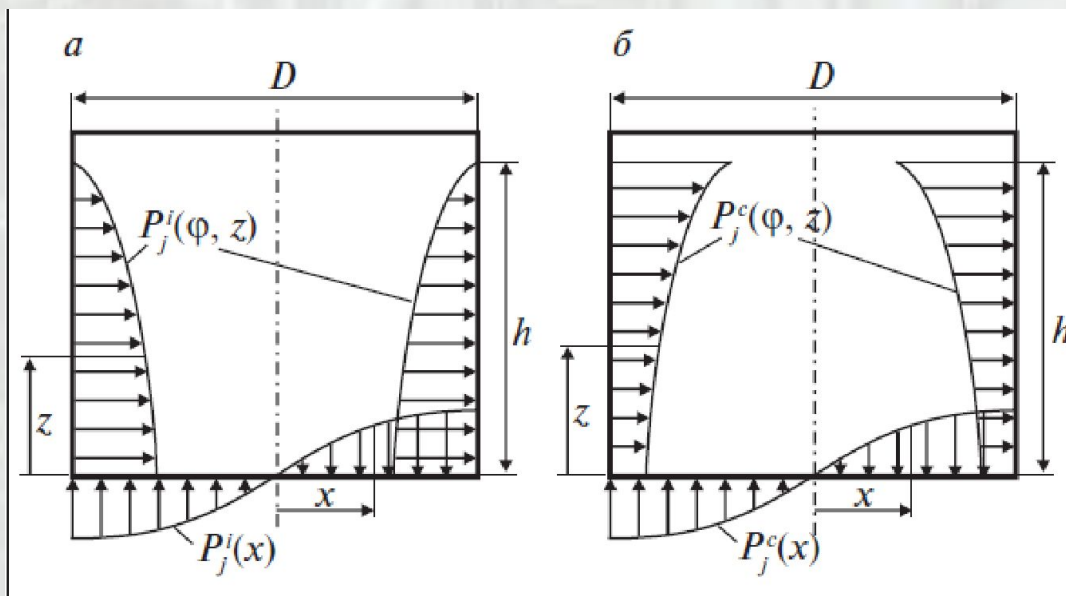 а
D
P_j^i(φ, z)
h
z
x
P_j^i(x)
б
D
P_j^c(φ, z)
h
z
x
P_j^c(x)